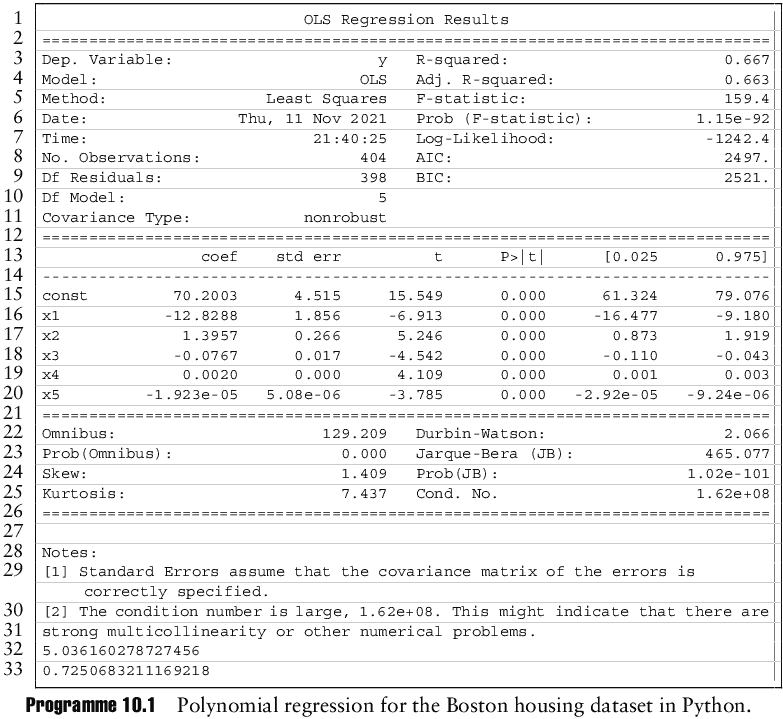 1 OLS Regression Results
2 ==============================================================================
3 Dep. Variable: y R-squared: 0.667
4 Model: OLS Adj. R-squared: 0.663
5 Method: Least Squares F-statistic: 159.4
6 Date: Thu, 11 Nov 2021 Prob (F-statistic): 1.15e-92
7 Time: 21:40:25 Log-Likelihood: -1242.4
8 No. Observations: 404 AIC: 2497.
9 Df Residuals: 398 BIC: 2521.
10 Df Model: 5
11 Covariance Type: nonrobust
12 ==============================================================================
13 coef std err t P>|t| [0.025 0.975]
14 ------------------------------------------------------------------------------
15 const 70.2003 4.515 15.549 0.000 61.324 79.076
16 x1 -12.8288 1.856 -6.913 0.000 -16.477 -9.180
17 x2 1.3957 0.266 5.246 0.000 0.873 1.919
18 x3 -0.0767 0.017 -4.542 0.000 -0.110 -0.043
19 x4 0.0020 0.000 4.109 0.000 0.001 0.003
20 x5 -1.923e-05 5.08e-06 -3.785 0.000 -2.92e-05 -9.24e-06
21 ==============================================================================
22 Omnibus: 129.209 Durbin-Watson: 2.066
23 Prob(Omnibus): 0.000 Jarque-Bera (JB): 465.077
24 Skew: 1.409 Prob(JB): 1.02e-101
25 Kurtosis: 7.437 Cond. No. 1.62e+08
26 ==============================================================================
27
28 Notes:
29 [1] Standard Errors assume that the covariance matrix of the errors is
correctly specified.
30 [2] The condition number is large, 1.62e+08. This might indicate that there are
31 strong multicollinearity or other numerical problems.
32 5.036160278727456
33 0.7250683211169218
Programme 10.1 Polynomial regression for the Boston housing dataset in Python.